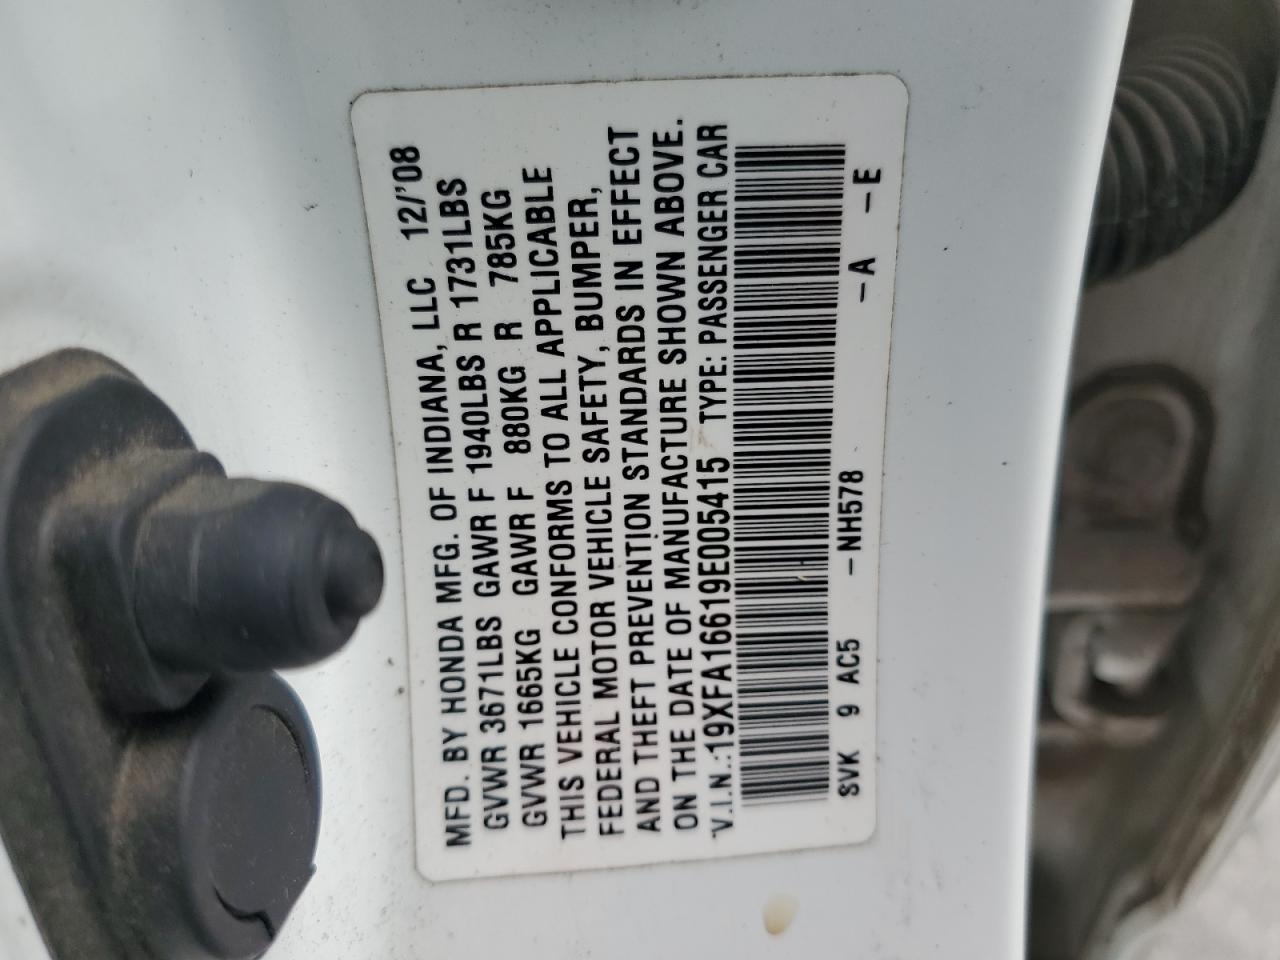 MFD. BY HONDA MFG. OF INDIANA, LLC 12/'08
GVWR 3671LBS GAWR F 1940LBS R 1731LBS
GVWR 1665KG GAWR F 880KG R 785KG
THIS VEHICLE CONFORMS TO ALL APPLICABLE
FEDERAL MOTOR VEHICLE SAFETY, BUMPER,
AND THEFT PREVENTION STANDARDS IN EFFECT
ON THE DATE OF MANUFACTURE SHOWN ABOVE.
V.I.N.:19XFA16619E005415 TYPE: PASSENGER CAR
SVK 9 AC5 -NH578 -A -E